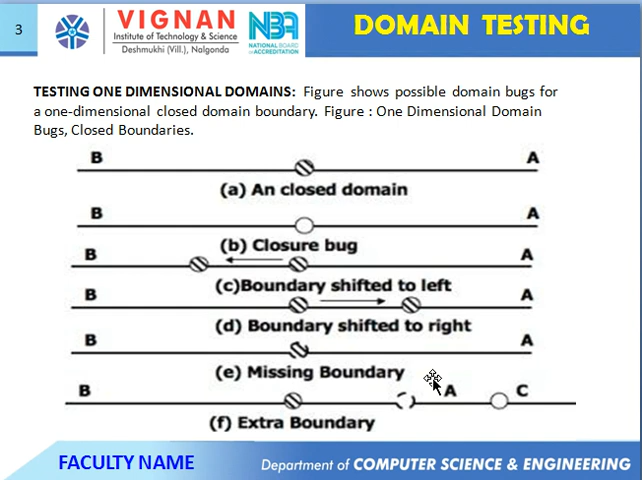 3
VIGNAN
Institute of Technology & Science
Deshmukhi (Vill.), Nalgonda
NBA
NATIONAL BOARD
of ACCREDITATION
DOMAIN TESTING
TESTING ONE DIMENSIONAL DOMAINS: Figure shows possible domain bugs for
a one-dimensional closed domain boundary. Figure : One Dimensional Domain
Bugs, Closed Boundaries.
B A
(a) An closed domain
B A
(b) Closure bug
B A
(c)Boundary shifted to left
B A
(d) Boundary shifted to right
B A
(e) Missing Boundary
B A C
(f) Extra Boundary
FACULTY NAME
Department of COMPUTER SCIENCE & ENGINEERING